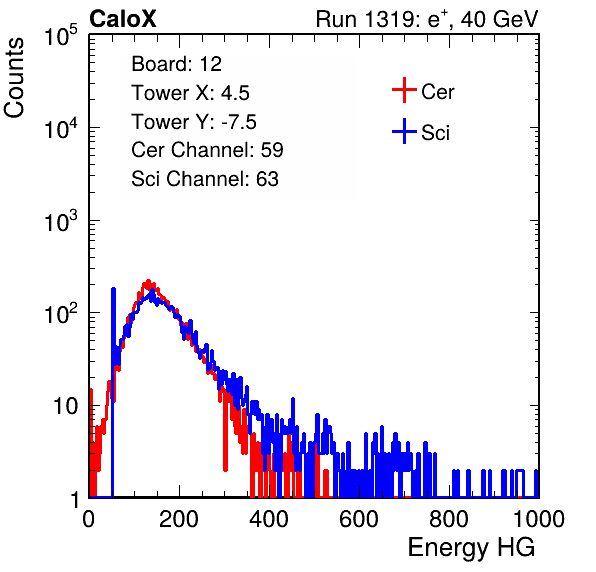 CaloX Run 1319: e⁺, 40 GeV
Counts
10⁵
10⁴
10³
10²
10
1
Board: 12
Tower X: 4.5
Tower Y: -7.5
Cer Channel: 59
Sci Channel: 63
Cer
Sci
0 200 400 600 800 1000
Energy HG